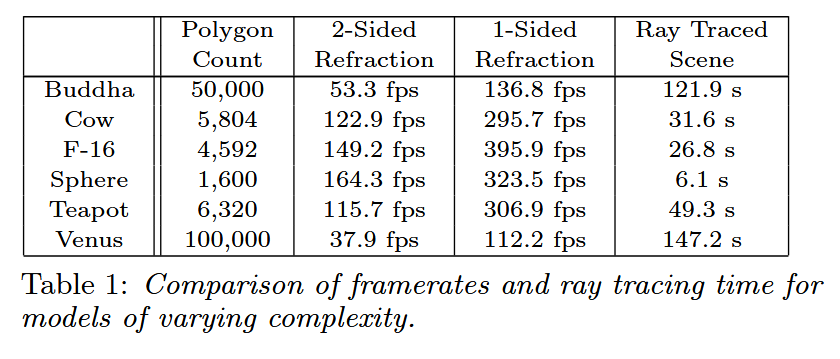 Polygon 2-Sided 1-Sided Ray Traced
Count Refraction Refraction Scene
Buddha 50,000 53.3 fps 136.8 fps 121.9 s
Cow 5,804 122.9 fps 295.7 fps 31.6 s
F-16 4,592 149.2 fps 395.9 fps 26.8 s
Sphere 1,600 164.3 fps 323.5 fps 6.1 s
Teapot 6,320 115.7 fps 306.9 fps 49.3 s
Venus 100,000 37.9 fps 112.2 fps 147.2 s
Table 1: Comparison of framerates and ray tracing time for
models of varying complexity.